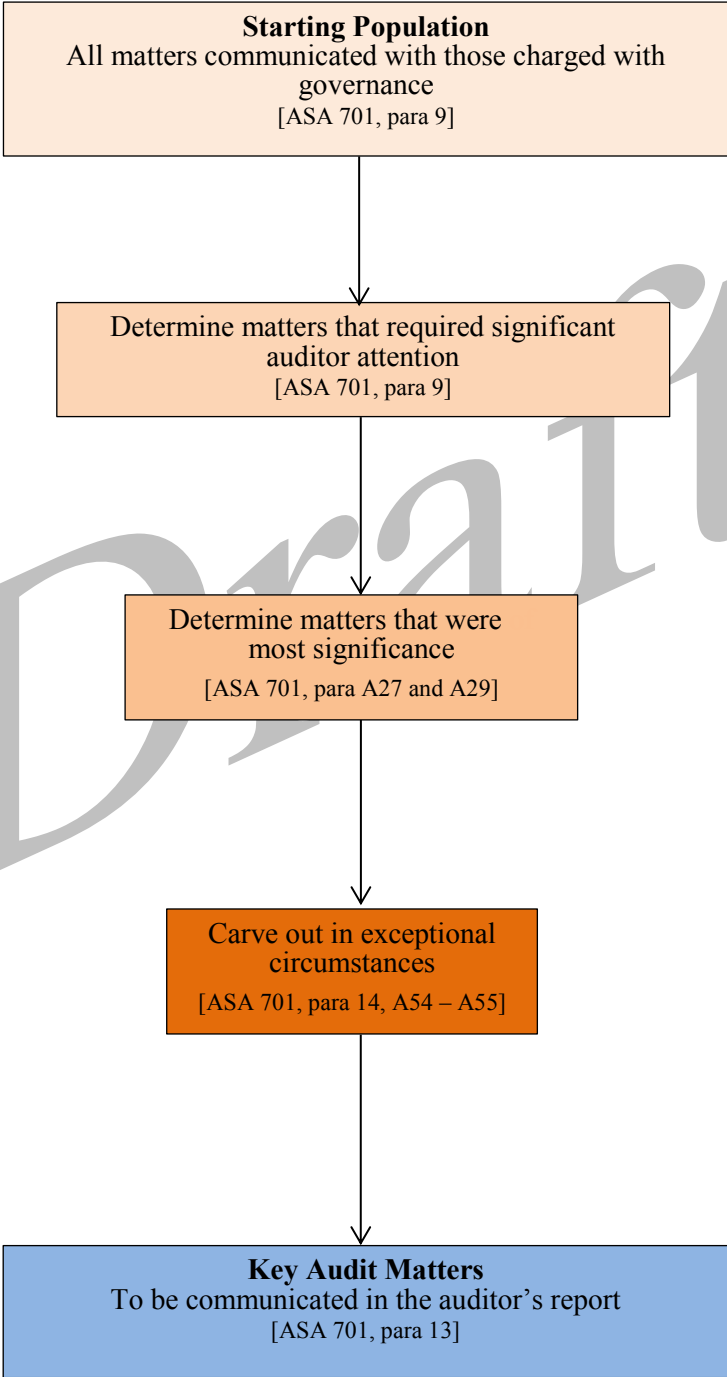 Starting Population
All matters communicated with those charged with
governance
[ASA 701, para 9]
Determine matters that required significant
auditor attention
[ASA 701, para 9]
Determine matters that were
most significance
[ASA 701, para A27 and A29]
Carve out in exceptional
circumstances
[ASA 701, para 14, A54 – A55]
Key Audit Matters
To be communicated in the auditor’s report
[ASA 701, para 13]
Draft